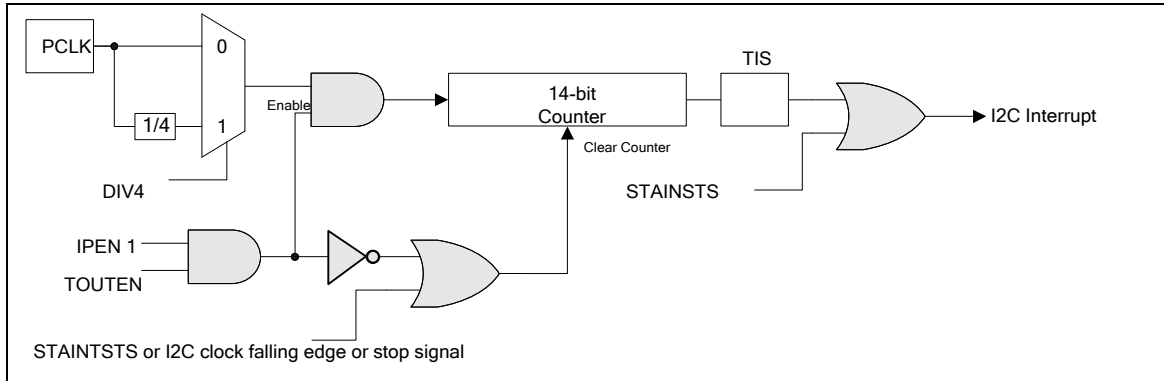 PCLK
0
TIS
14-bit
Counter
Enable
1/4
1
I2C Interrupt
Clear Counter
DIV4
STAINSTS
IPEN 1
TOUTEN
STAINTSTS or I2C clock falling edge or stop signal